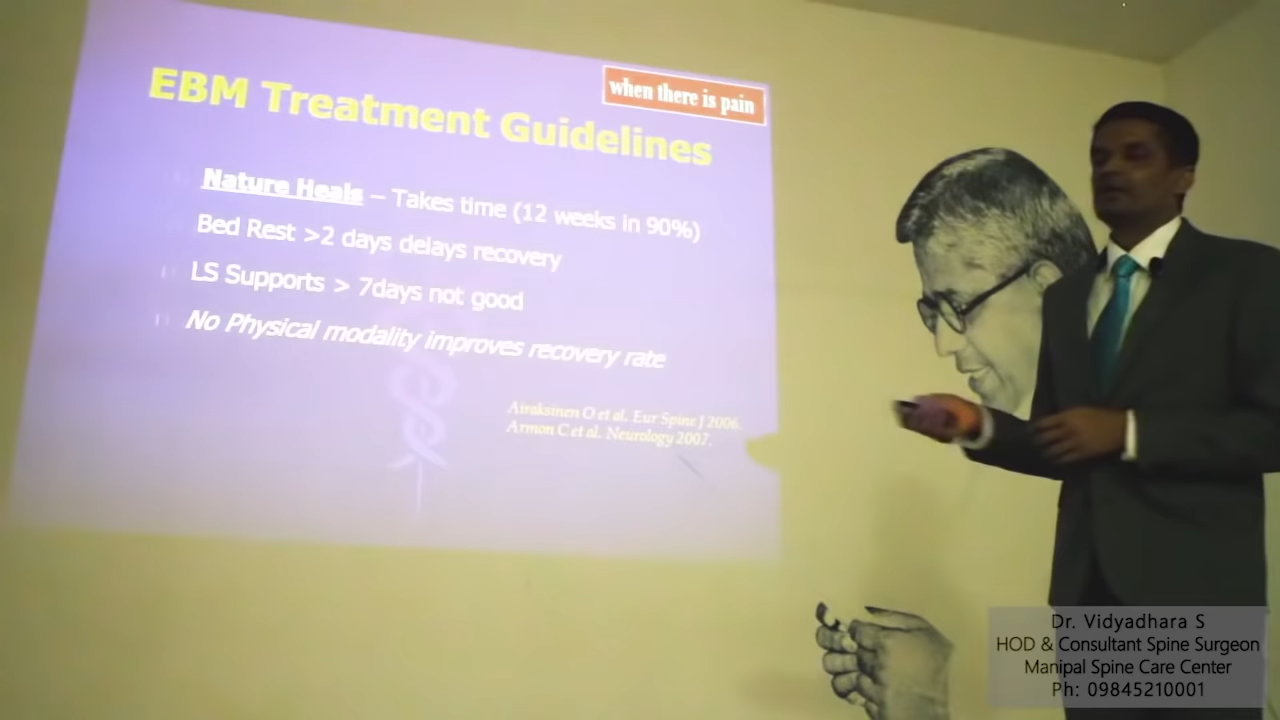 when there is pain
EBM Treatment Guidelines
Nature Heals – Takes time (12 weeks in 90%)
Bed Rest >2 days delays recovery
LS Supports > 7days not good
No Physical modality improves recovery rate
Airaksinen O et al. Eur Spine J 2006.
Armon C et al. Neurology 2007.
Dr. Vidyadhara S
HOD & Consultant Spine Surgeon
Manipal Spine Care Center
Ph: 09845210001